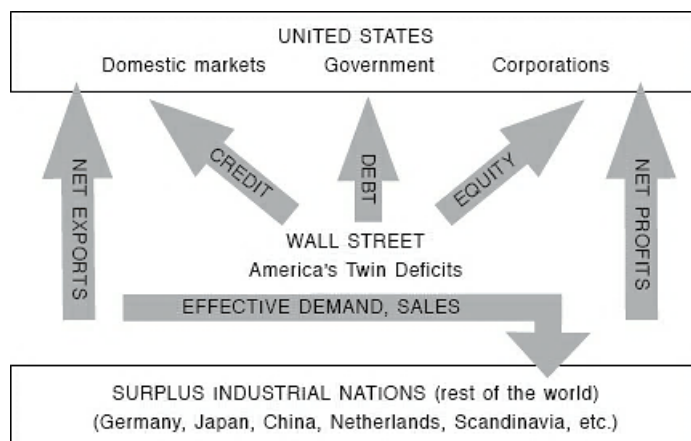 UNITED STATES
Domestic markets Government Corporations
NET EXPORTS
CREDIT
DEBT
EQUITY
NET PROFITS
WALL STREET
America's Twin Deficits
EFFECTIVE DEMAND, SALES
SURPLUS INDUSTRIAL NATIONS (rest of the world)
(Germany, Japan, China, Netherlands, Scandinavia, etc.)